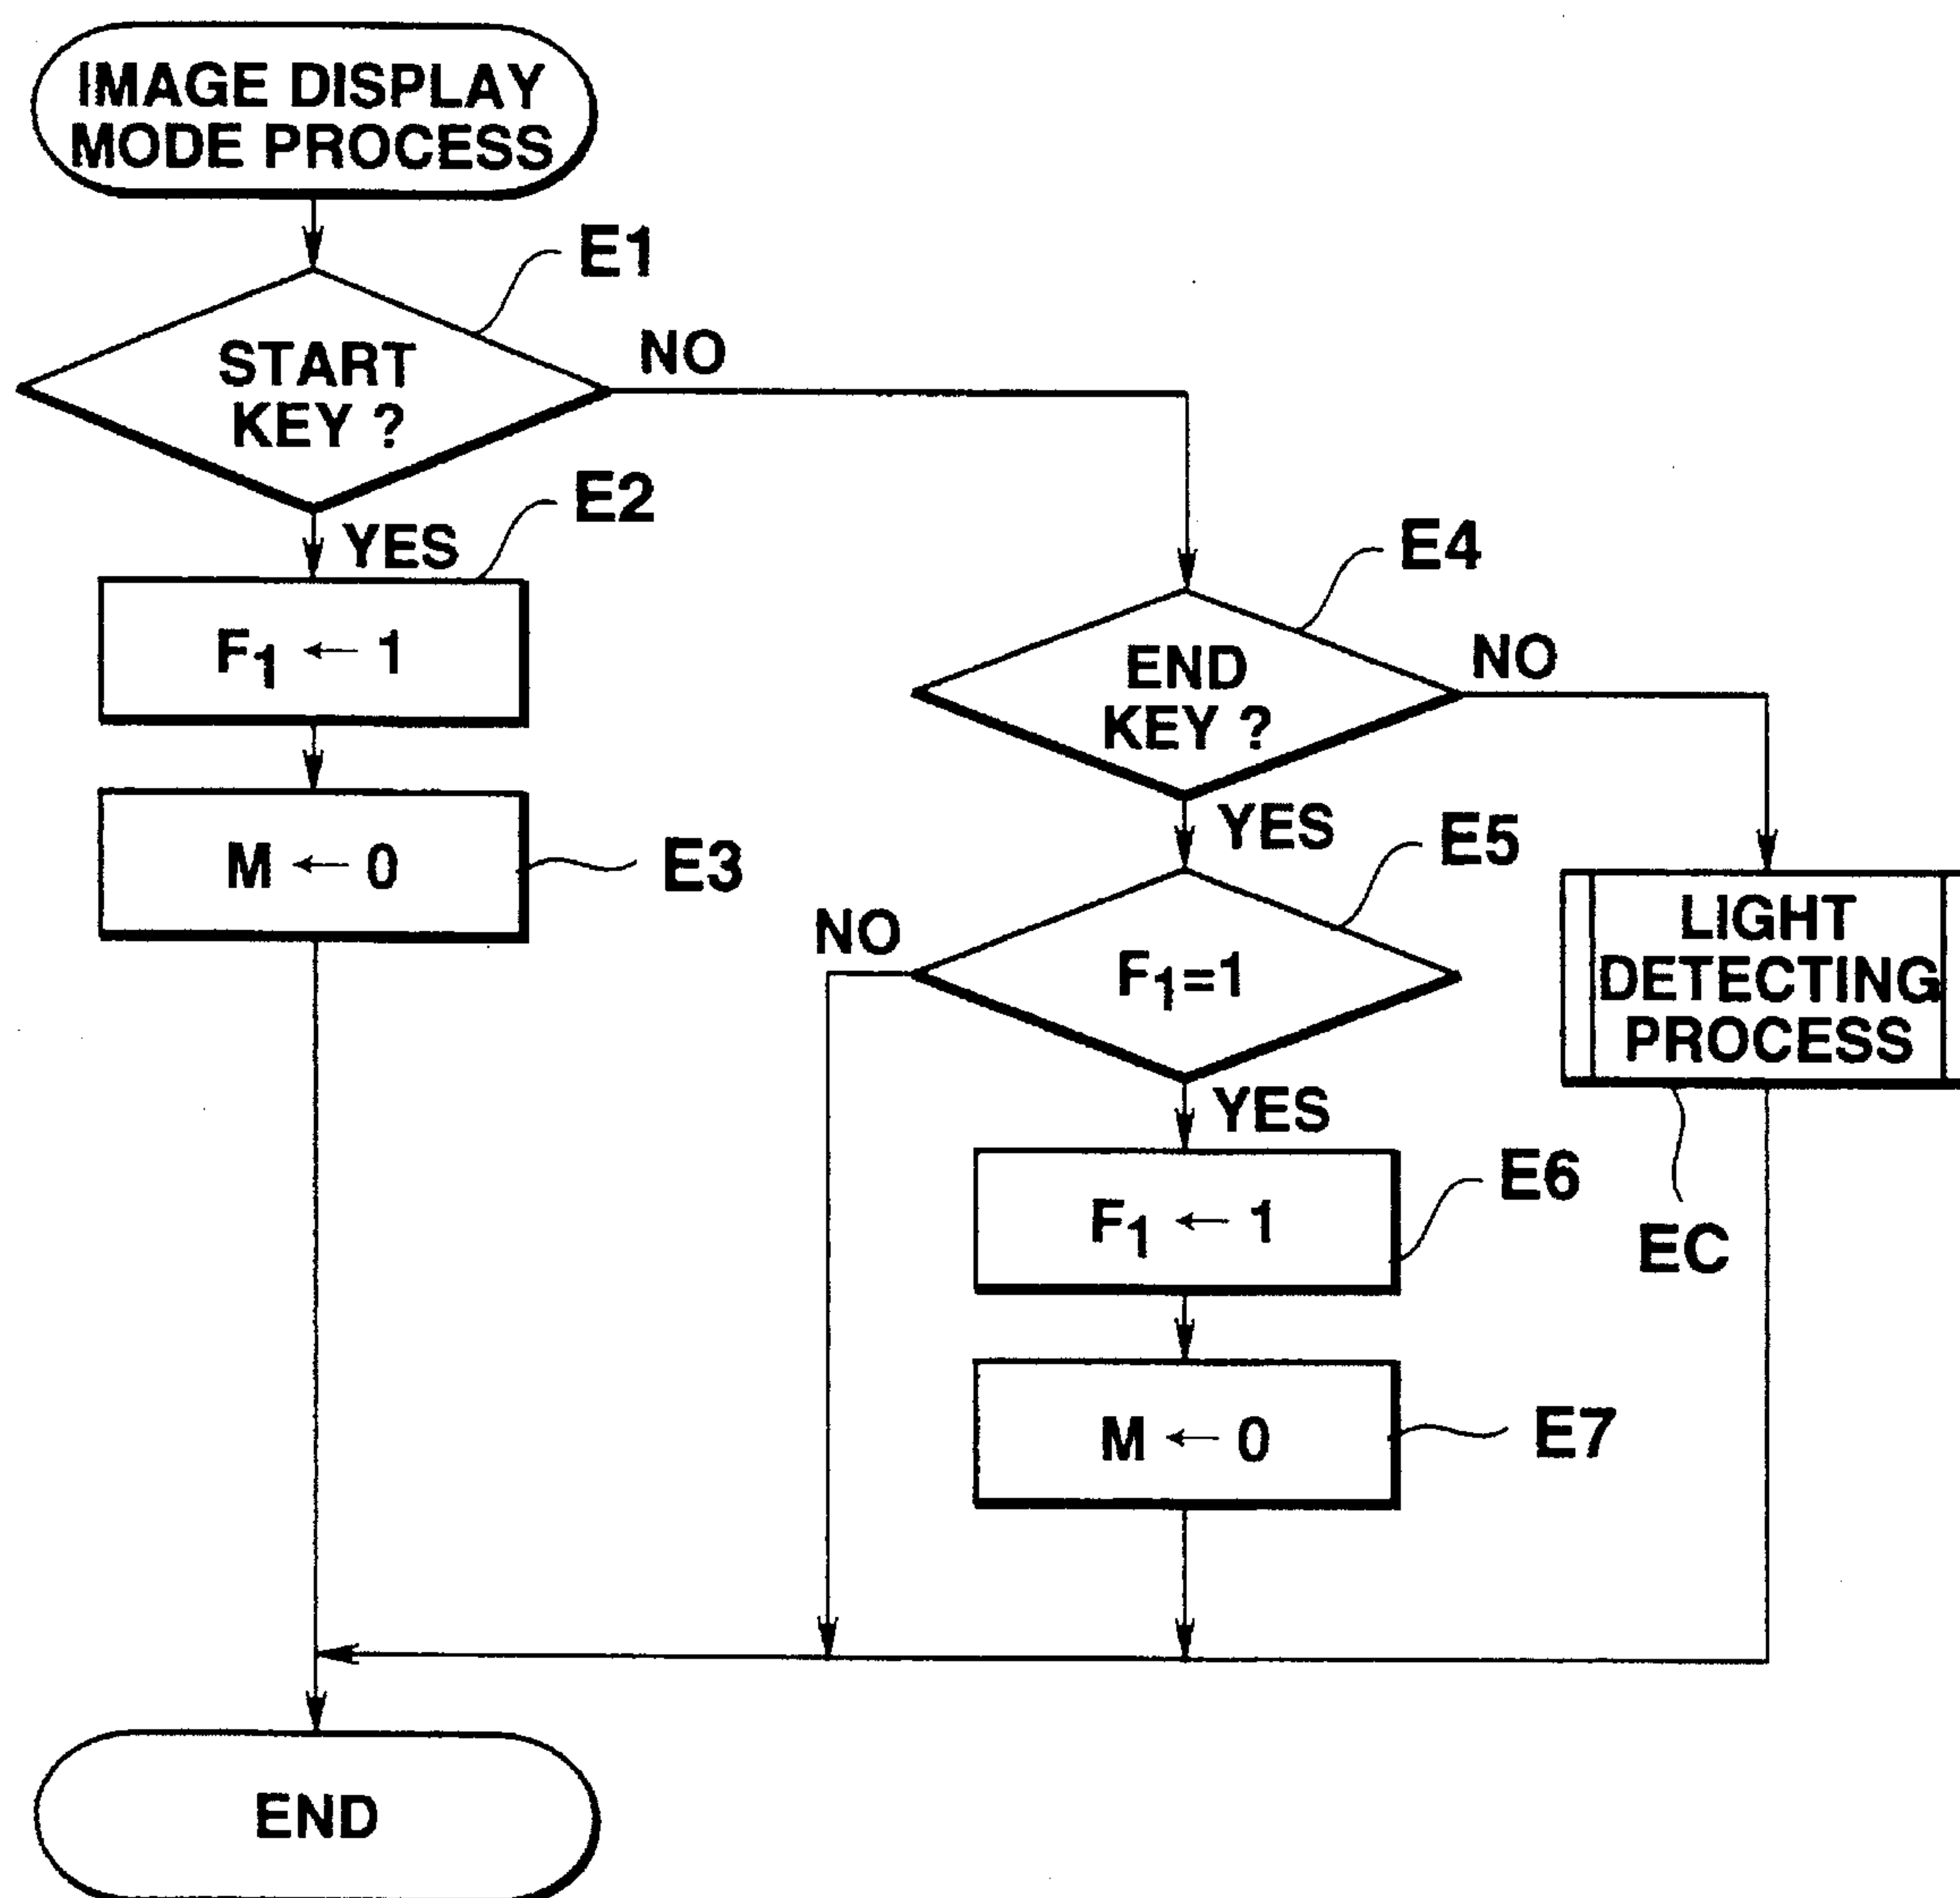 IMAGE DISPLAY
MODE PROCESS
E1
START
KEY ?
NO
YES
E2
F1 ← 1
M ← 0
E3
E4
END
KEY ?
NO
YES
E5
F1=1
NO
YES
LIGHT
DETECTING
PROCESS
EC
E6
F1 ← 1
M ← 0
E7
END